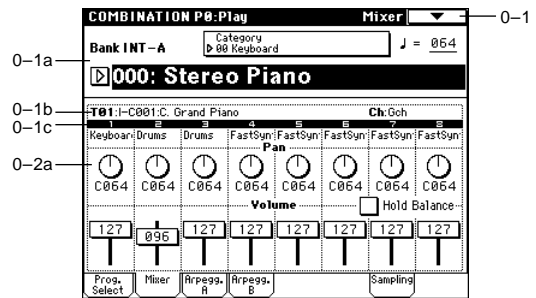 COMBINATION P0:Play Mixer 0–1
Bank INT-A Category ♩ = 064
00 Keyboard
0–1a
000: Stereo Piano
0–1b T01:I-C001:C. Grand Piano Ch:Gch
0–1c 1 2 3 4 5 6 7 8
Keyboar Drums Drums FastSyn FastSyn FastSyn FastSyn FastSyn
Pan
0–2a
C064 C064 C064 C064 C064 C064 C064 C064
Volume Hold Balance
127 096 127 127 127 127 127 127
Prog. Select Mixer Arpegg. A Arpegg. B Sampling